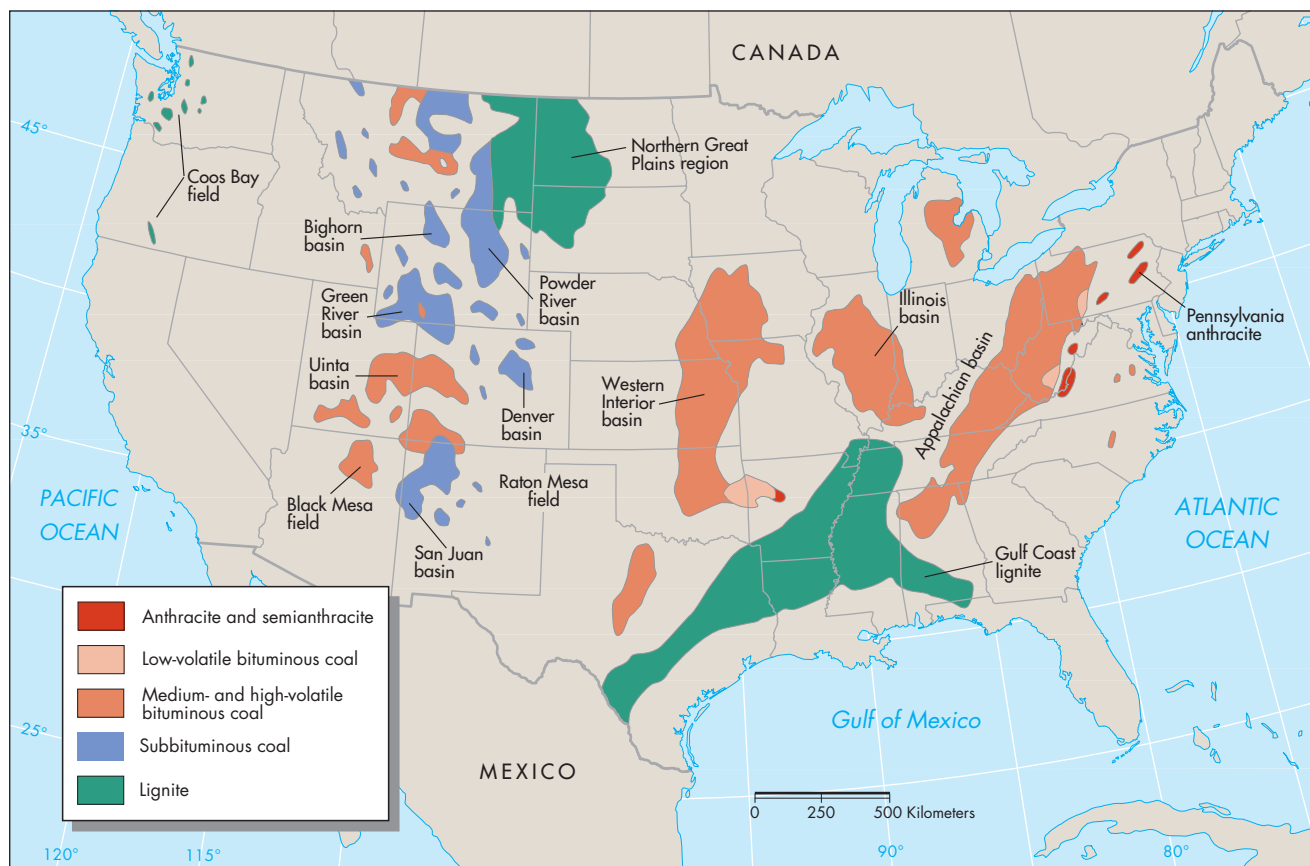 CANADA
45°
Northern Great
Plains region
Coos Bay
field
Bighorn
basin
Powder
River
basin
Green
River
basin
Illinois
basin
Pennsylvania
anthracite
Uinta
basin
Western
Interior
basin
Denver
basin
Appalachian basin
35°
Black Mesa
field
Raton Mesa
field
PACIFIC
OCEAN
ATLANTIC
OCEAN
San Juan
basin
Gulf Coast
lignite
Anthracite and semianthracite
Low-volatile bituminous coal
Medium- and high-volatile
bituminous coal
Subbituminous coal
Lignite
25°
Gulf of Mexico
MEXICO
0 250 500 Kilometers
120° 115° 90° 80°